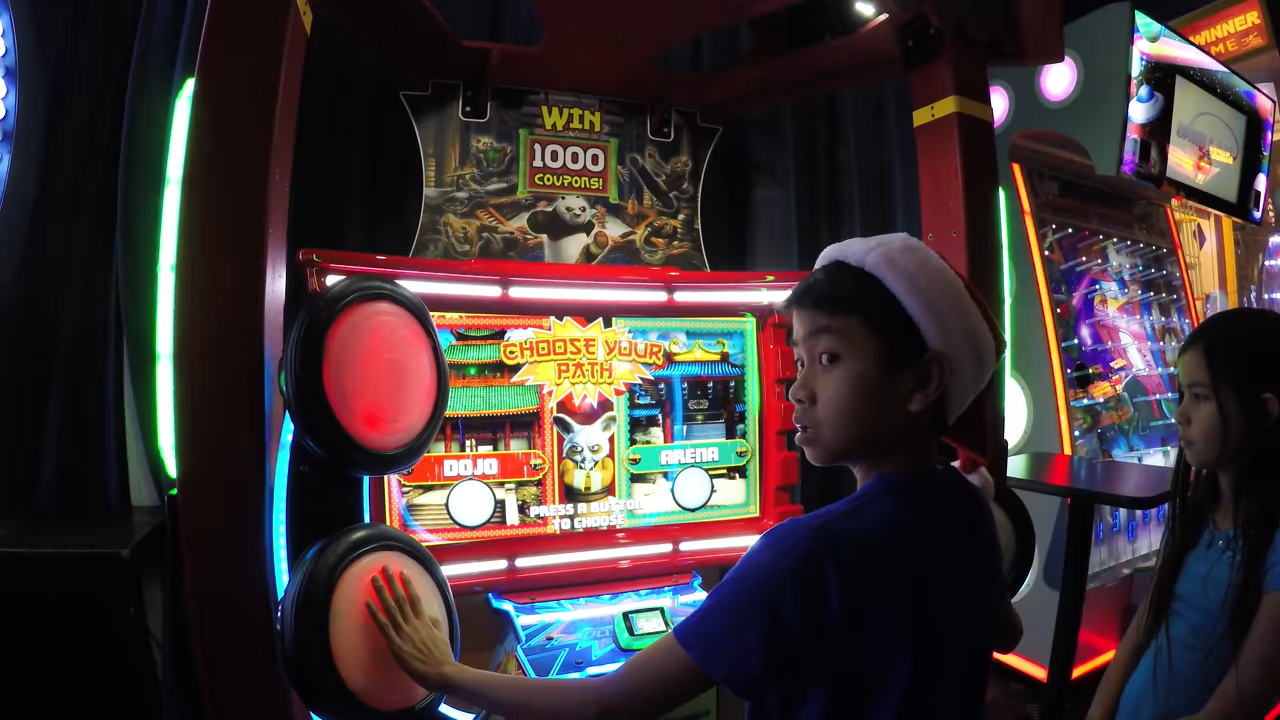 WIN
1000
COUPONS!
CHOOSE YOUR
PATH
DOJO
ARENA
PRESS A BUTTON
TO CHOOSE
WINNER